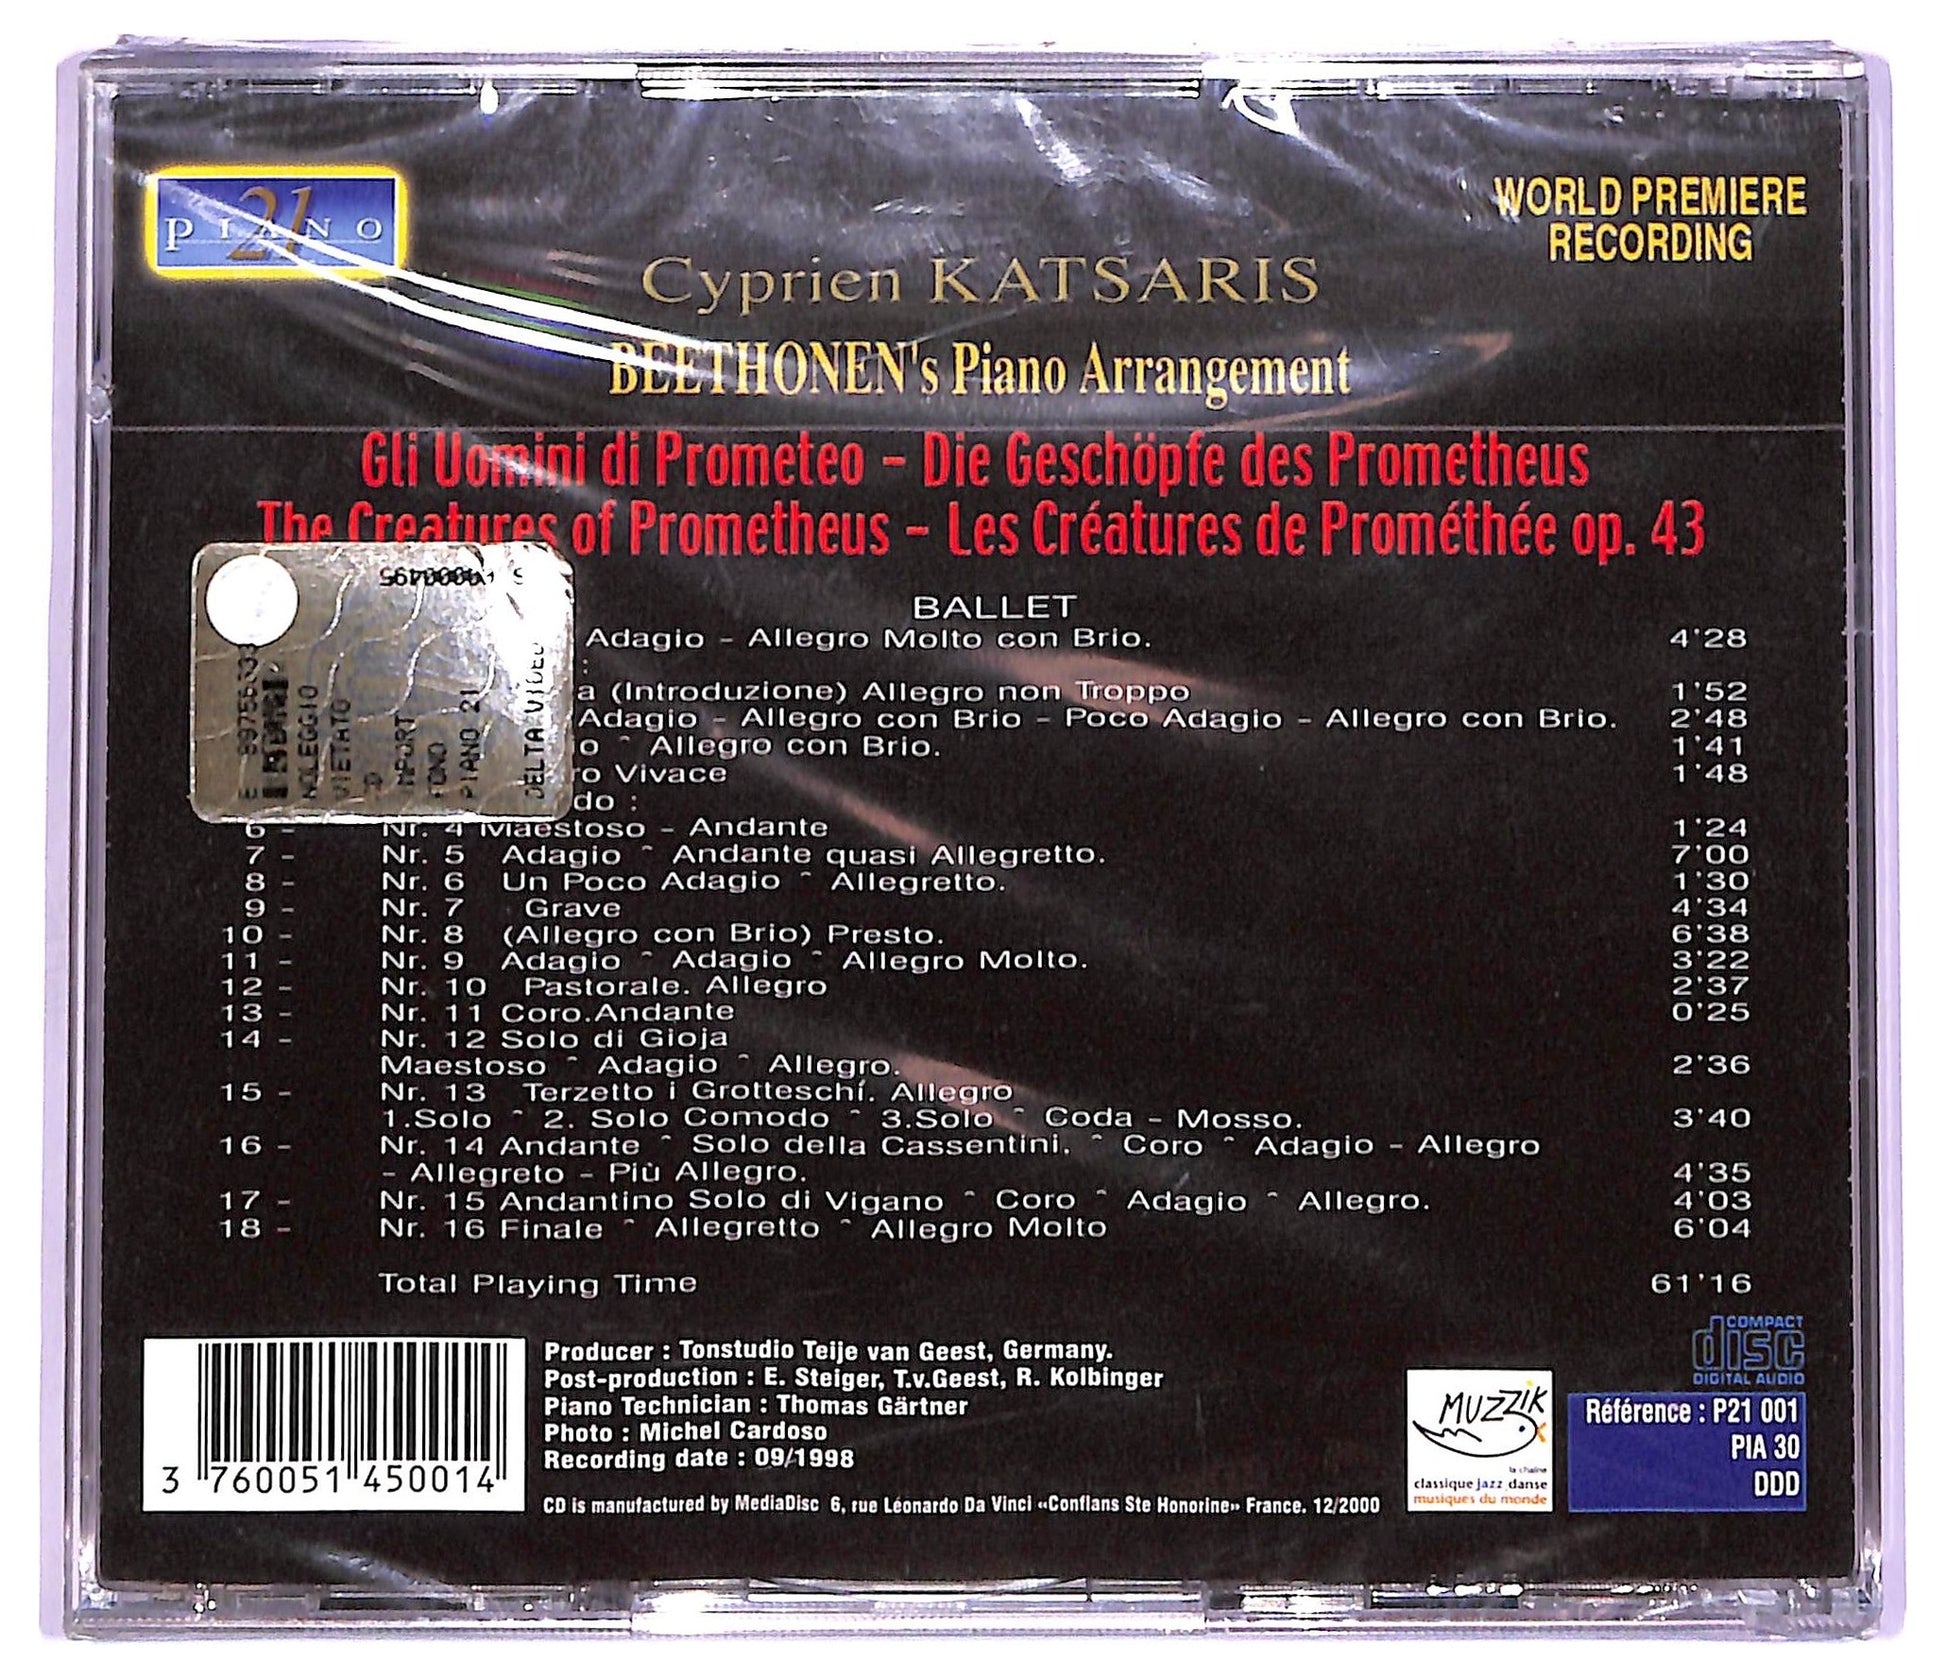 PIANO 21
WORLD PREMIERE
RECORDING
Cyprien KATSARIS
BEETHONEN's Piano Arrangement
Gli Uomini di Prometeo – Die Geschöpfe des Prometheus
The Creatures of Prometheus – Les Créatures de Prométhée op. 43
BALLET
NOLEGGIO
VIETATO
CD
MPORT
FONO
PIANO 21
DELTA VIDEO
Adagio - Allegro Molto con Brio. 4'28
:
a (Introduzione) Allegro non Troppo 1'52
Adagio - Allegro con Brio - Poco Adagio - Allegro con Brio. 2'48
o ˆ Allegro con Brio. 1'41
ro Vivace 1'48
do :
6 - Nr. 4 Maestoso - Andante 1'24
7 - Nr. 5 Adagio ˆ Andante quasi Allegretto. 7'00
8 - Nr. 6 Un Poco Adagio ˆ Allegretto. 1'30
9 - Nr. 7 Grave 4'34
10 - Nr. 8 (Allegro con Brio) Presto. 6'38
11 - Nr. 9 Adagio ˆ Adagio ˆ Allegro Molto. 3'22
12 - Nr. 10 Pastorale. Allegro 2'37
13 - Nr. 11 Coro.Andante 0'25
14 - Nr. 12 Solo di Gioja
Maestoso ˆ Adagio ˆ Allegro. 2'36
15 - Nr. 13 Terzetto i Grotteschí. Allegro
1.Solo ˆ 2. Solo Comodo ˆ 3.Solo ˆ Coda - Mosso. 3'40
16 - Nr. 14 Andante ˆ Solo della Cassentini. ˆ Coro ˆ Adagio - Allegro
- Allegreto - Più Allegro. 4'35
17 - Nr. 15 Andantino Solo di Vigano ˆ Coro ˆ Adagio ˆ Allegro. 4'03
18 - Nr. 16 Finale ˆ Allegretto ˆ Allegro Molto 6'04
Total Playing Time 61'16
3 760051 450014
Producer : Tonstudio Teije van Geest, Germany.
Post-production : E. Steiger, T.v.Geest, R. Kolbinger
Piano Technician : Thomas Gärtner
Photo : Michel Cardoso
Recording date : 09/1998
CD is manufactured by MediaDisc 6, rue Léonardo Da Vinci «Conflans Ste Honorine» France. 12/2000
MUZZIK
la chaîne
classique jazz danse
musiques du monde
COMPACT
disc
DIGITAL AUDIO
Référence : P21 001
PIA 30
DDD